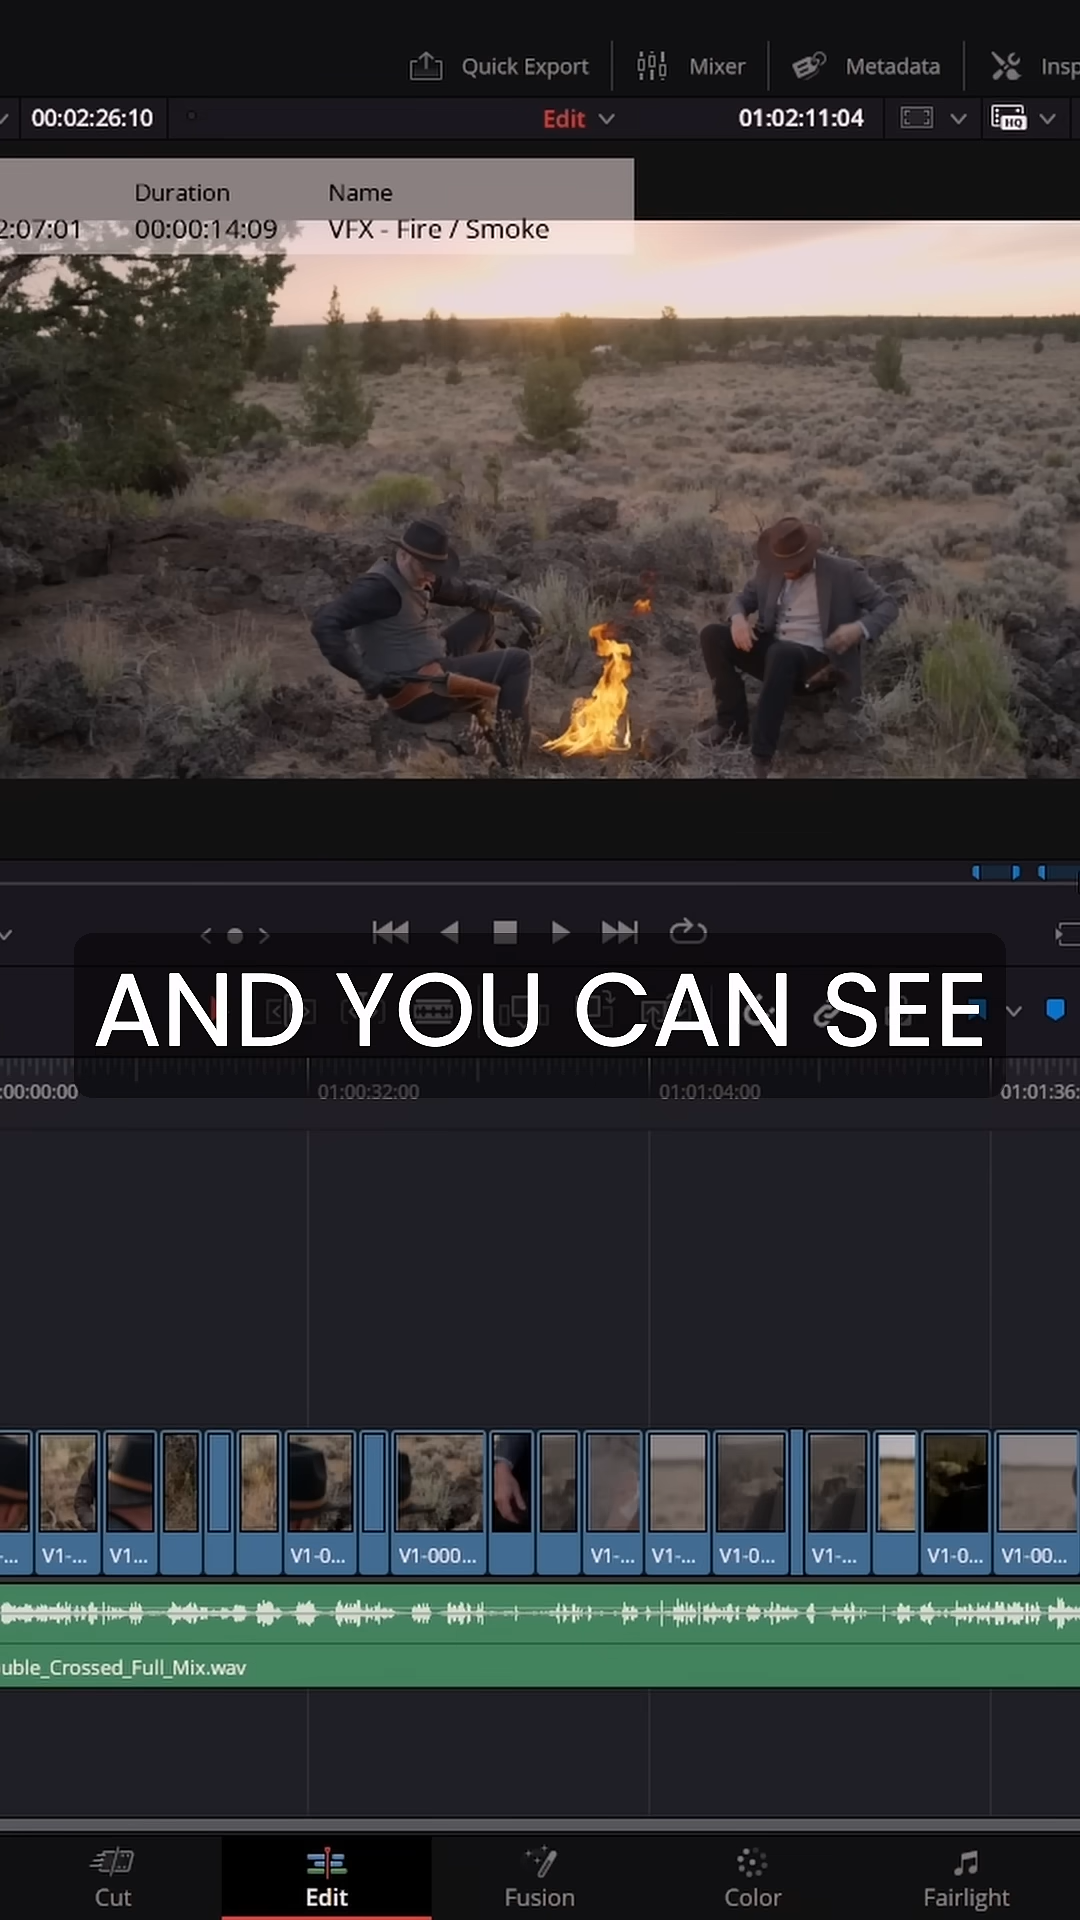 Quick Export
Mixer
Metadata
Insp
00:02:26:10
Edit
01:02:11:04
HQ
Duration
Name
2:07:01
00:00:14:09
VFX - Fire / Smoke
AND YOU CAN SEE
:00:00:00
01:00:32:00
01:01:04:00
01:01:36:
-...
V1-...
V1...
V1-0...
V1-000...
V1-...
V1-...
V1-0...
V1-...
V1-0...
V1-00...
uble_Crossed_Full_Mix.wav
Cut
Edit
Fusion
Color
Fairlight